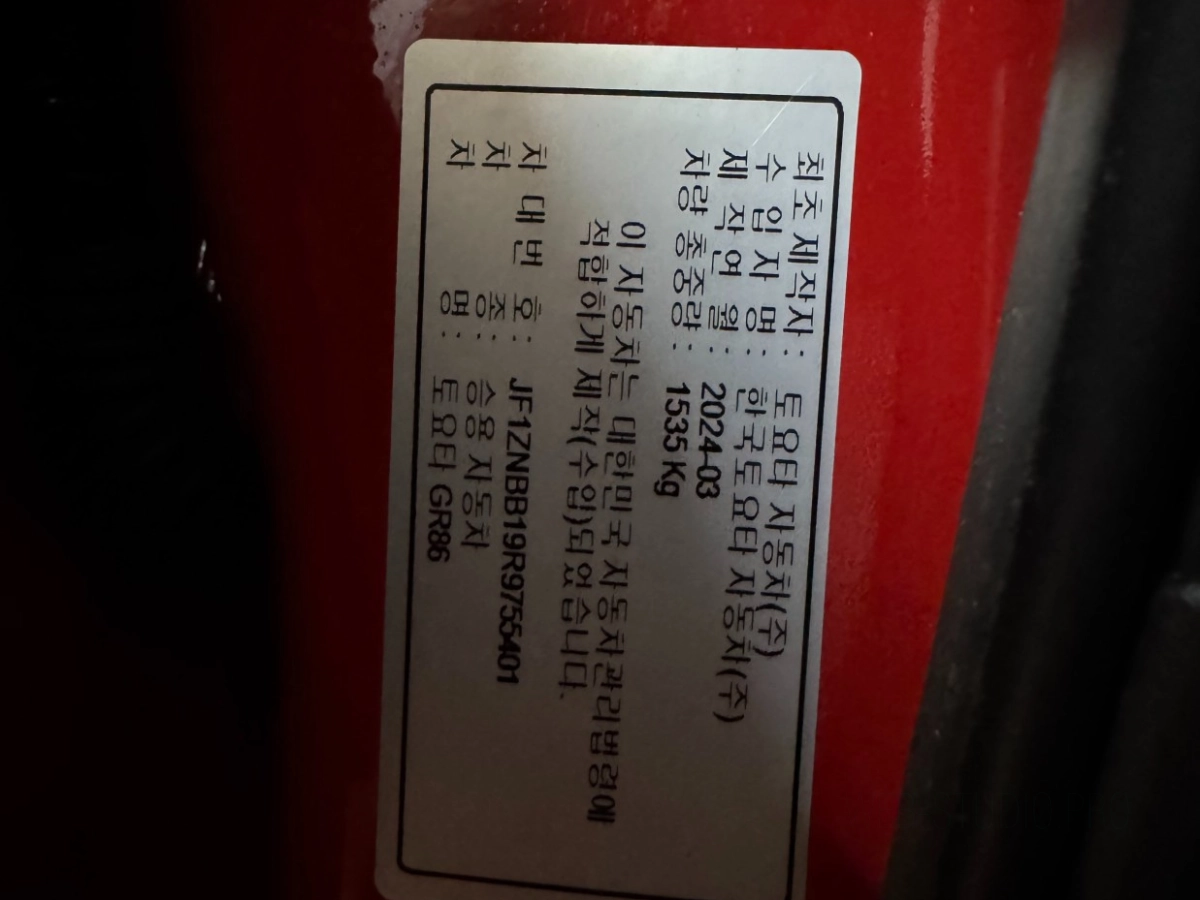 최초 제작자 : 토요타 자동차(주)
수 입 자 명 : 한국토요타 자동차(주)
제 작 연 월 : 2024-03
차량 총중량 : 1535 Kg
이 자동차는 대한민국 자동차관리법령에
적합하게 제작(수입)되었습니다.
차 대 번 호 : JF1ZNBB19R9755401
차 종 : 승용 자동차
차 명 : 토요타 GR86